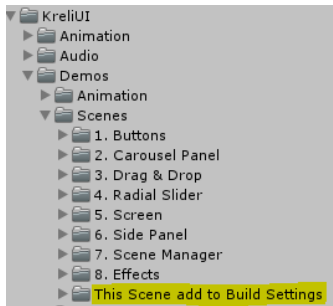 KreliUI
Animation
Audio
Demos
Animation
Scenes
1. Buttons
2. Carousel Panel
3. Drag & Drop
4. Radial Slider
5. Screen
6. Side Panel
7. Scene Manager
8. Effects
This Scene add to Build Settings